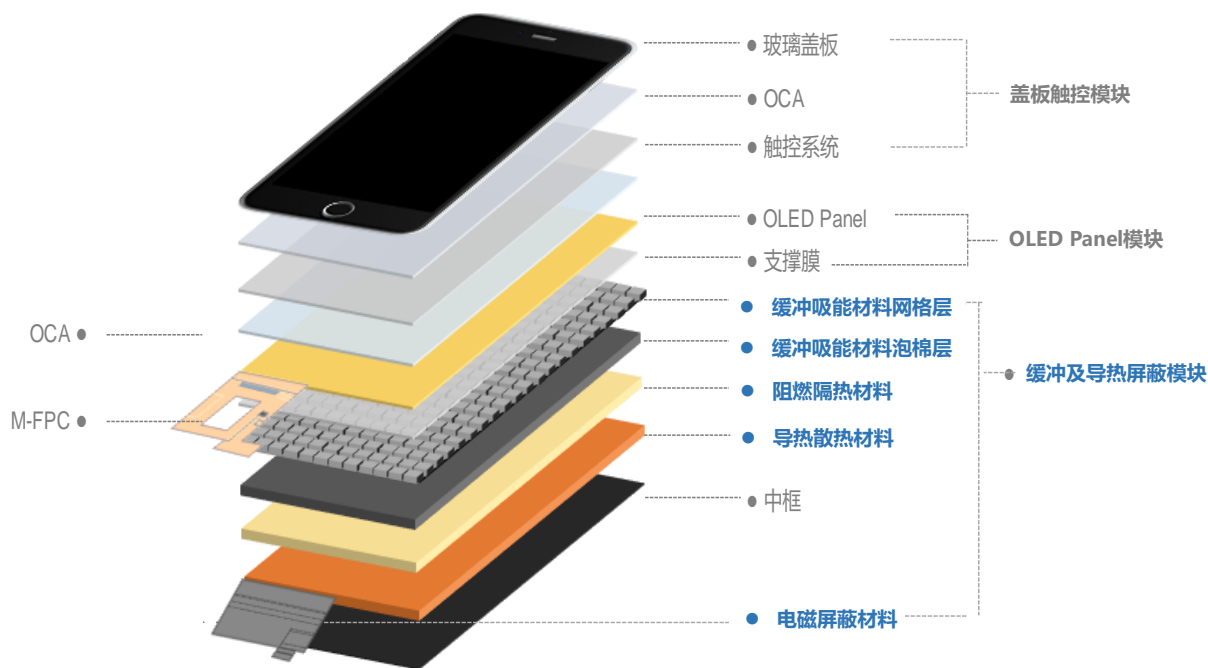 玻璃盖板
OCA
盖板触控模块
触控系统
OLED Panel
OLED Panel模块
支撑膜
缓冲吸能材料网格层
OCA
缓冲吸能材料泡棉层
缓冲及导热屏蔽模块
阻燃隔热材料
M-FPC
导热散热材料
中框
电磁屏蔽材料